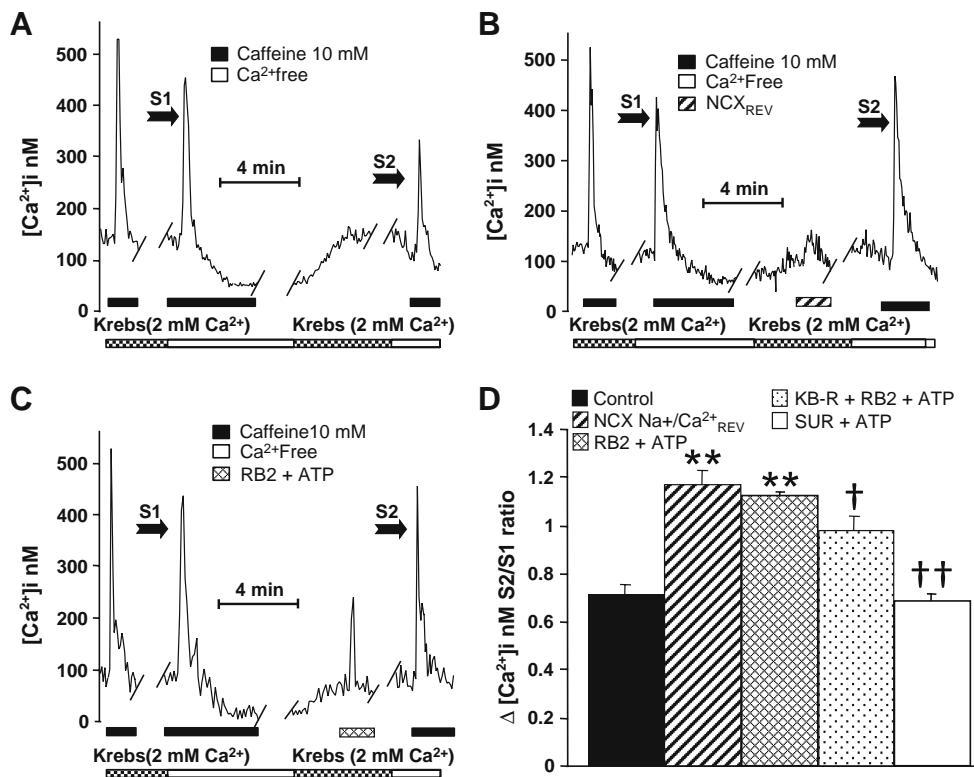 A
Caffeine 10 mM
Ca²⁺free
[Ca²⁺]i nM
500
400
300
200
100
0
S1
4 min
S2
Krebs(2 mM Ca²⁺)
Krebs (2 mM Ca²⁺)
B
Caffeine 10 mM
Ca²⁺Free
NCX_REV
[Ca²⁺]i nM
500
400
300
200
100
0
S1
4 min
S2
Krebs(2 mM Ca²⁺)
Krebs (2 mM Ca²⁺)
C
Caffeine10 mM
Ca²⁺Free
RB2 + ATP
[Ca²⁺]i nM
500
400
300
200
100
0
S1
4 min
S2
Krebs(2 mM Ca²⁺)
Krebs (2 mM Ca²⁺)
D
Control
NCX Na+/Ca²⁺_REV
RB2 + ATP
KB-R + RB2 + ATP
SUR + ATP
Δ [Ca²⁺]i nM S2/S1 ratio
1.4
1.2
1
0.8
0.6
0.4
0.2
0
**
**
†
††